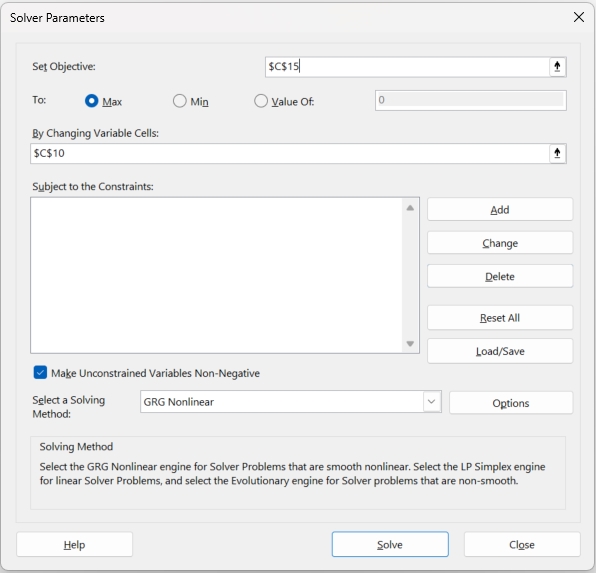 Solver Parameters
Set Objective:
$C$15
To:
Max
Min
Value Of:
0
By Changing Variable Cells:
$C$10
Subject to the Constraints:
Add
Change
Delete
Reset All
Load/Save
Make Unconstrained Variables Non-Negative
Select a Solving
Method:
GRG Nonlinear
Options
Solving Method
Select the GRG Nonlinear engine for Solver Problems that are smooth nonlinear. Select the LP Simplex engine
for linear Solver Problems, and select the Evolutionary engine for Solver problems that are non-smooth.
Help
Solve
Close